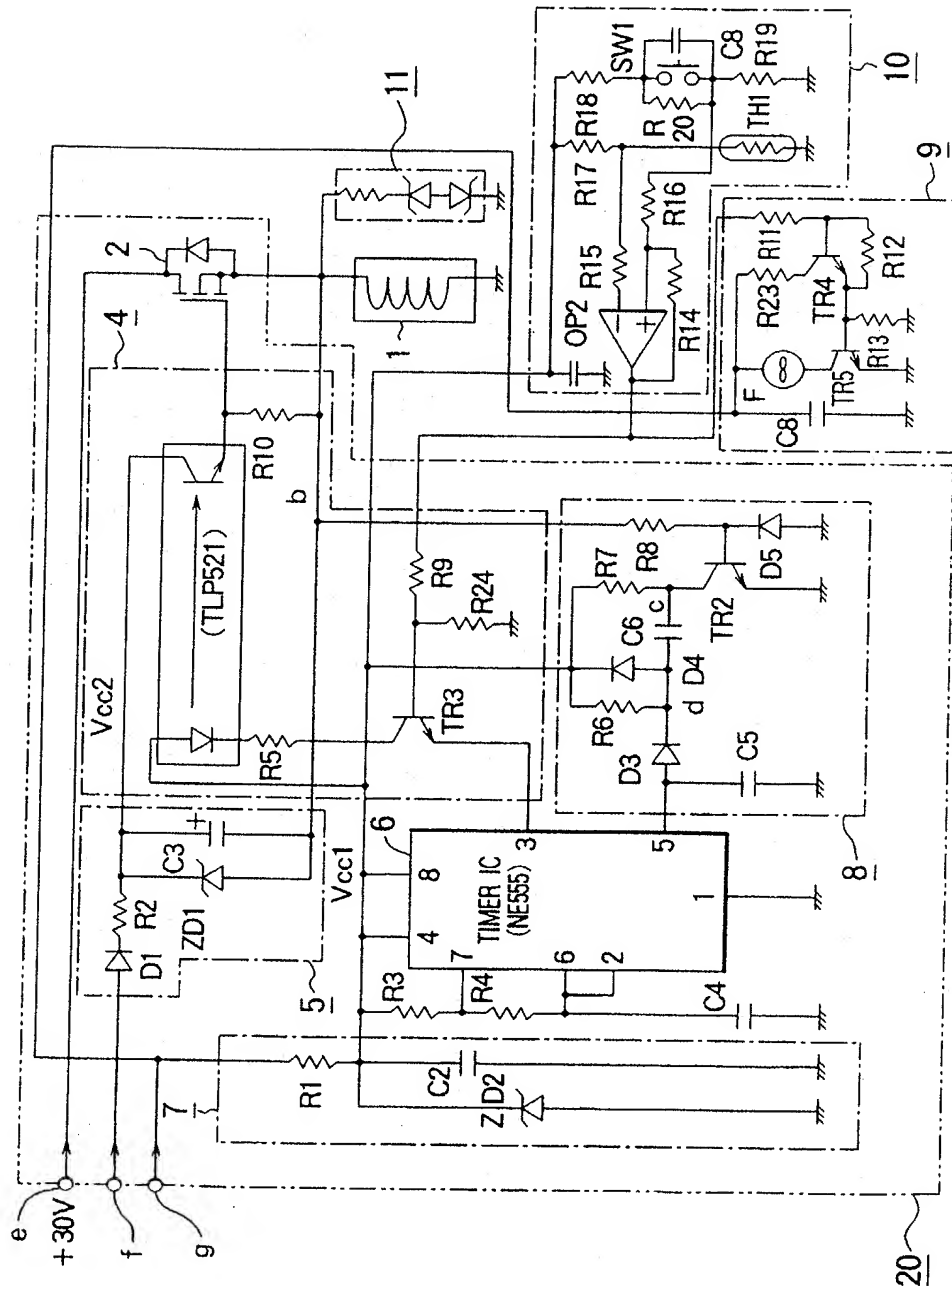 e
+30V
f
g
20
7
R1
C2
ZD2
5
D1
R2
ZD1
C3
+
Vcc2
Vcc1
4
(TLP521)
R10
b
2
11
1
R5
TR3
R9
R24
6
R3
R4
C4
4
8
7
6
2
1
3
5
TIMER IC
(NE555)
8
D3
C5
R6
d
D4
C6
c
R7
R8
TR2
D5
OP2
R15
R14
R16
R17
R18
SW1
R
20
C8
R19
TH1
10
9
F
C8
TR5
R23
TR4
R11
R12
R13
−
+